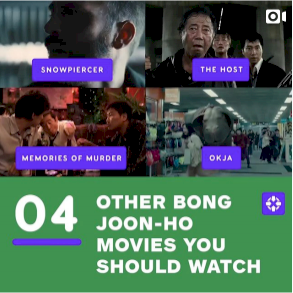 SNOWPIERCER
THE HOST
MEMORIES OF MURDER
OKJA
04
OTHER BONG
JOON-HO
MOVIES YOU
SHOULD WATCH